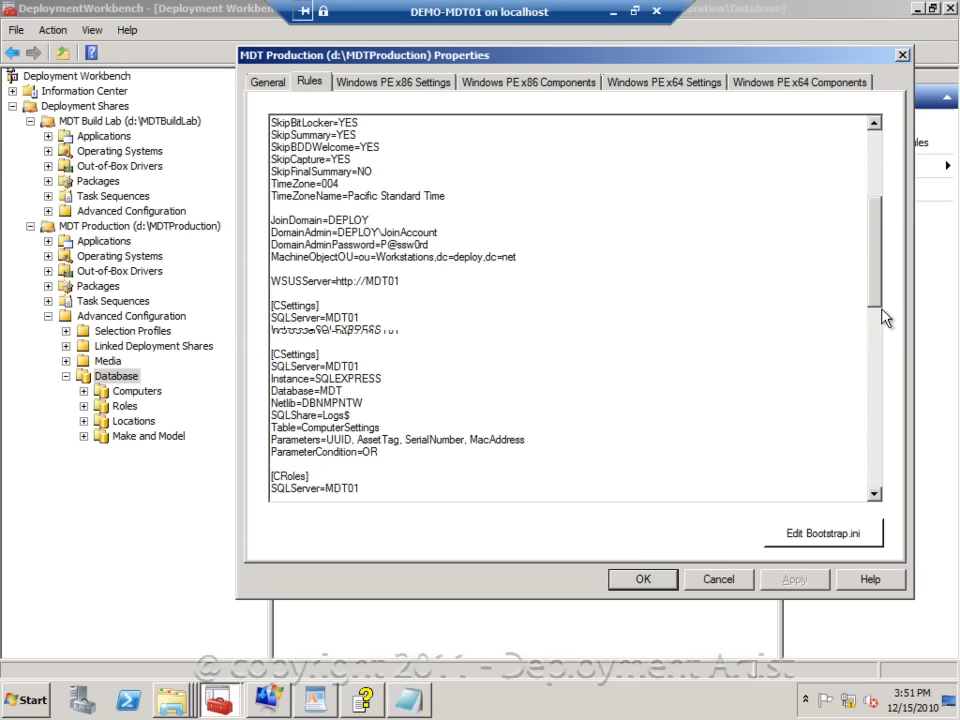 DeploymentWorkbench - [Deployment Workben
DEMO-MDT01 on localhost
uration\Database]
File Action View Help
Deployment Workbench
Information Center
Deployment Shares
MDT Build Lab (d:\MDTBuildLab)
Applications
Operating Systems
Out-of-Box Drivers
Packages
Task Sequences
Advanced Configuration
MDT Production (d:\MDTProduction)
Applications
Operating Systems
Out-of-Box Drivers
Packages
Task Sequences
Advanced Configuration
Selection Profiles
Linked Deployment Shares
Media
Database
Computers
Roles
Locations
Make and Model
MDT Production (d:\MDTProduction) Properties
General Rules Windows PE x86 Settings Windows PE x86 Components Windows PE x64 Settings Windows PE x64 Components
SkipBitLocker=YES
SkipSummary=YES
SkipBDDWelcome=YES
SkipCapture=YES
SkipFinalSummary=NO
TimeZone=004
TimeZoneName=Pacific Standard Time
JoinDomain=DEPLOY
DomainAdmin=DEPLOY\JoinAccount
DomainAdminPassword=P@ssw0rd
MachineObjectOU=ou=Workstations,dc=deploy,dc=net
WSUSServer=http://MDT01
[CSettings]
SQLServer=MDT01
[CSettings]
SQLServer=MDT01
Instance=SQLEXPRESS
Database=MDT
Netlib=DBNMPNTW
SQLShare=Logs$
Table=ComputerSettings
Parameters=UUID, AssetTag, SerialNumber, MacAddress
ParameterCondition=OR
[CRoles]
SQLServer=MDT01
Edit Bootstrap.ini
OK Cancel Apply Help
ules
@ copyright 2011 - Deployment Artist
Start
3:51 PM
12/15/2010